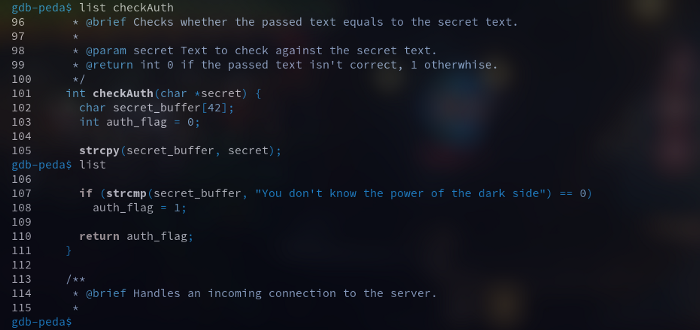 gdb-peda$ list checkAuth
96       * @brief Checks whether the passed text equals to the secret text.
97       *
98       * @param secret Text to check against the secret text.
99       * @return int 0 if the passed text isn't correct, 1 otherwhise.
100      */
101     int checkAuth(char *secret) {
102       char secret_buffer[42];
103       int auth_flag = 0;
104
105       strcpy(secret_buffer, secret);
gdb-peda$ list
106
107       if (strcmp(secret_buffer, "You don't know the power of the dark side") == 0)
108         auth_flag = 1;
109
110       return auth_flag;
111     }
112
113     /**
114      * @brief Handles an incoming connection to the server.
115      *
gdb-peda$